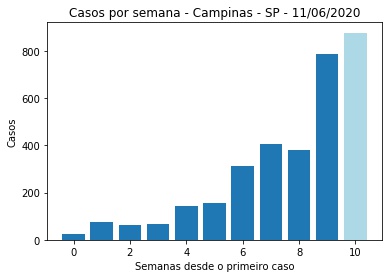 Casos por semana - Campinas - SP - 11/06/2020
800
600
400
200
0
Casos
0 2 4 6 8 10
Semanas desde o primeiro caso